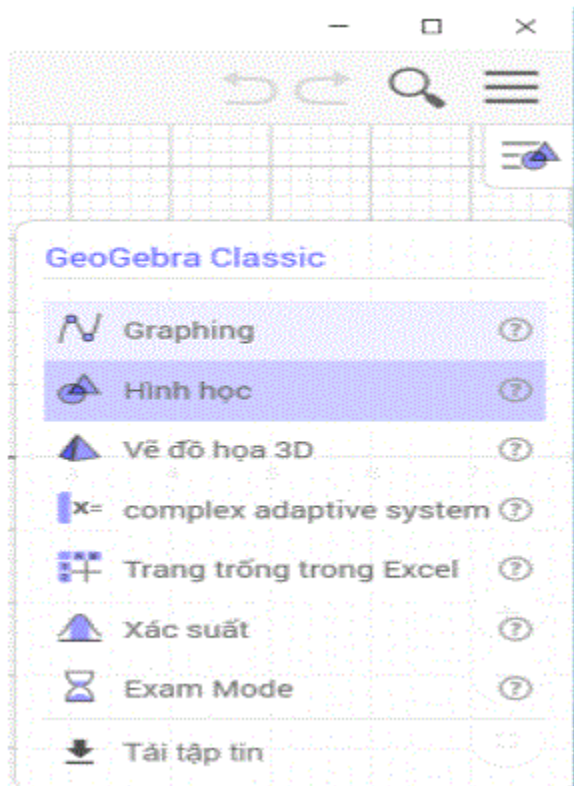 GeoGebra Classic
Graphing
Hình học
Vẽ đồ họa 3D
x= complex adaptive system
Trang trống trong Excel
Xác suất
Exam Mode
Tải tập tin